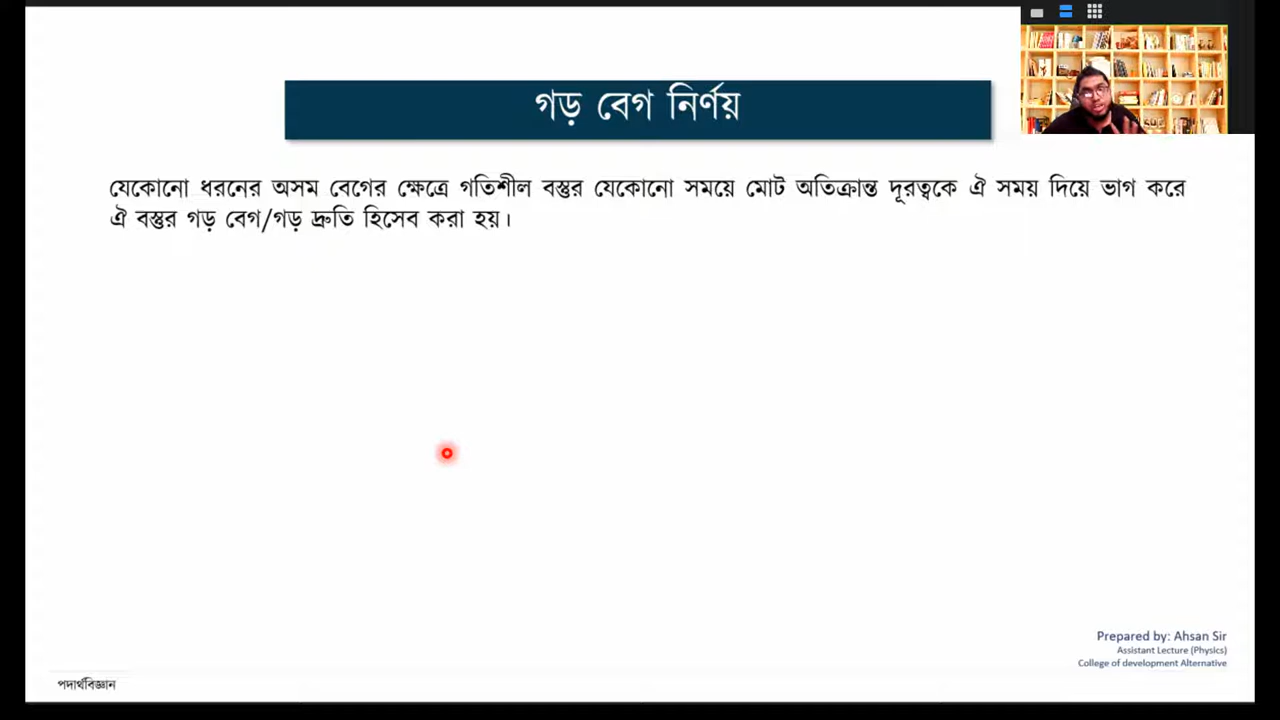 গড় বেগ নির্ণয়
যেকোনো ধরনের অসম বেগের ক্ষেত্রে গতিশীল বস্তুর যেকোনো সময়ে মোট অতিক্রান্ত দূরত্বকে ঐ সময় দিয়ে ভাগ করে
ঐ বস্তুর গড় বেগ/গড় দ্রুতি হিসেব করা হয়।
Prepared by: Ahsan Sir
Assistant Lecture (Physics)
College of development Alternative
পদার্থবিজ্ঞান